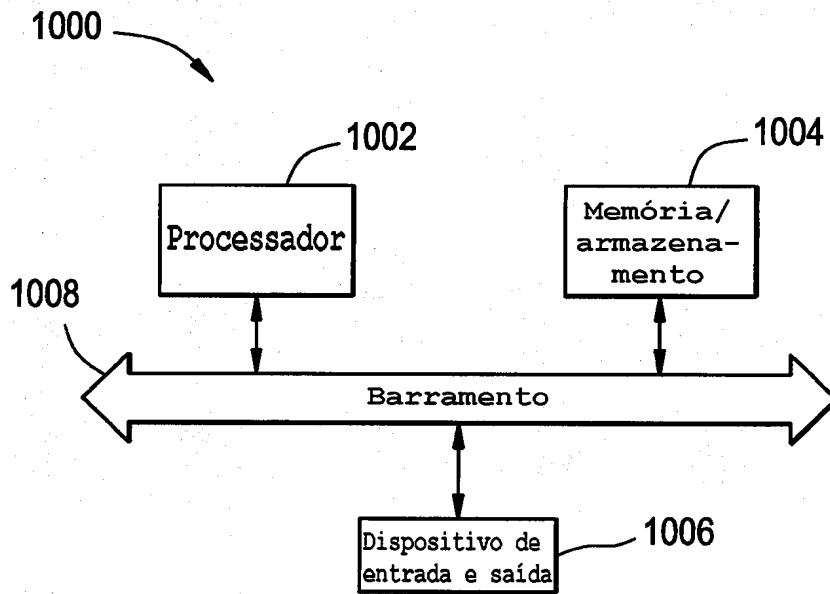 1000
1002
1004
Processador
Memória/
armazena-
mento
1008
Barramento
Dispositivo de
entrada e saída
1006